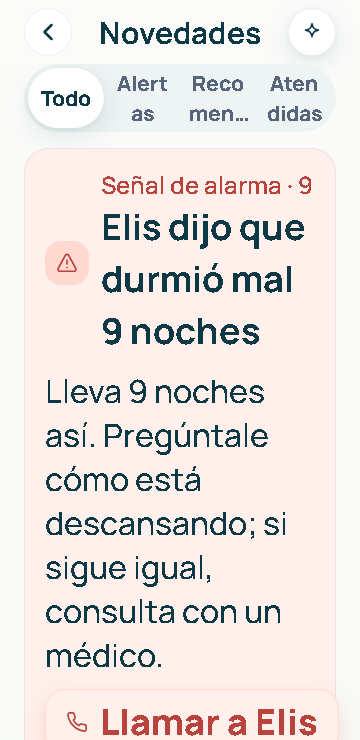 Novedades
Todo
Alert
as
Reco
men...
Aten
didas
Señal de alarma · 9
Elis dijo que
durmió mal
9 noches
Lleva 9 noches
así. Pregúntale
cómo está
descansando; si
sigue igual,
consulta con un
médico.
Llamar a Elis